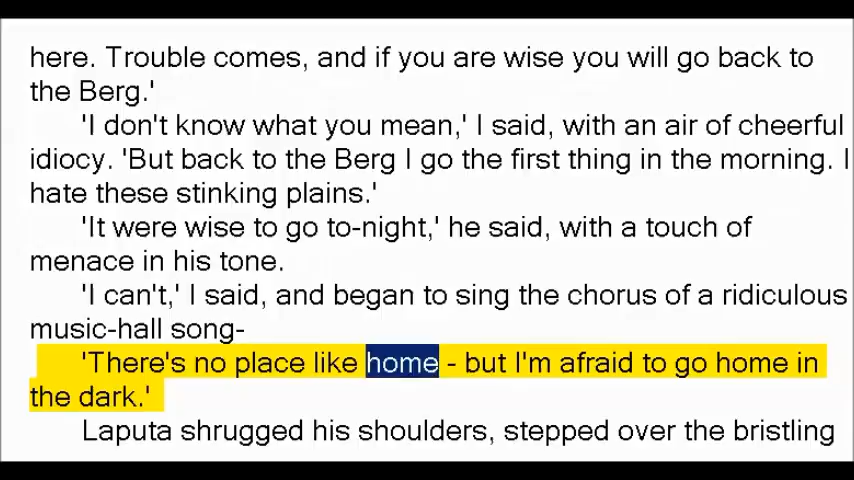 here. Trouble comes, and if you are wise you will go back to
the Berg.'
'I don't know what you mean,' I said, with an air of cheerful
idiocy. 'But back to the Berg I go the first thing in the morning. I
hate these stinking plains.'
'It were wise to go to-night,' he said, with a touch of
menace in his tone.
'I can't,' I said, and began to sing the chorus of a ridiculous
music-hall song-
'There's no place like home - but I'm afraid to go home in
the dark.'
Laputa shrugged his shoulders, stepped over the bristling